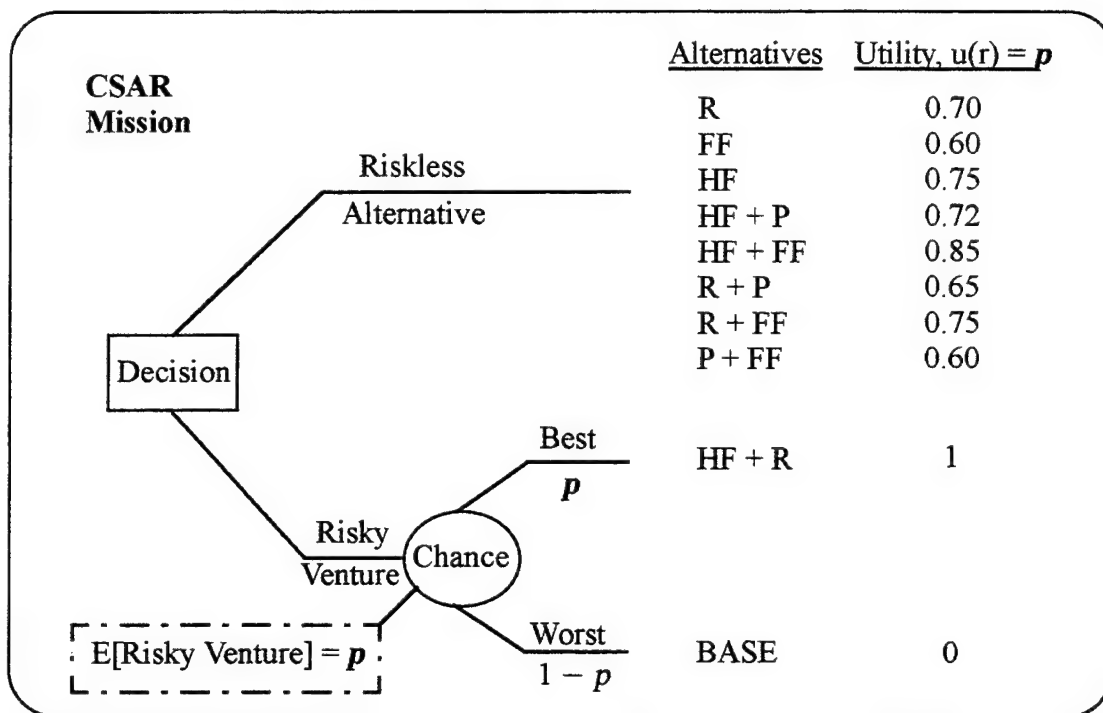 Alternatives Utility, u(r) = p
CSAR
Mission
R 0.70
FF 0.60
Riskless
HF 0.75
Alternative
HF + P 0.72
HF + FF 0.85
R + P 0.65
R + FF 0.75
P + FF 0.60
Decision
Best
HF + R 1
p
Risky
Chance
Venture
Worst
E[Risky Venture] = p
BASE 0
1 − p